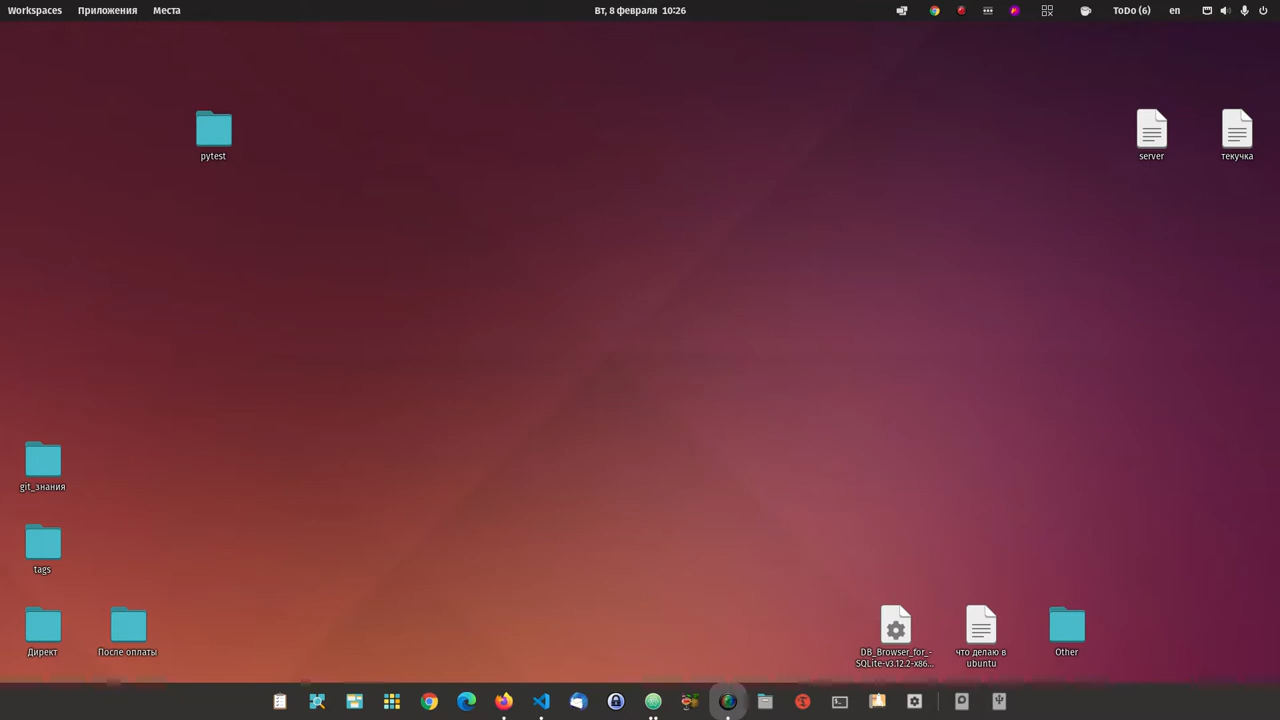 Workspaces Приложения Места Вт, 8 февраля 10:26 ToDo (6) en
pytest
server
текучка
git_знания
tags
Директ
После оплаты
DB_Browser_for_-
SQLite-v3.12.2-x86...
что делаю в
ubuntu
Other